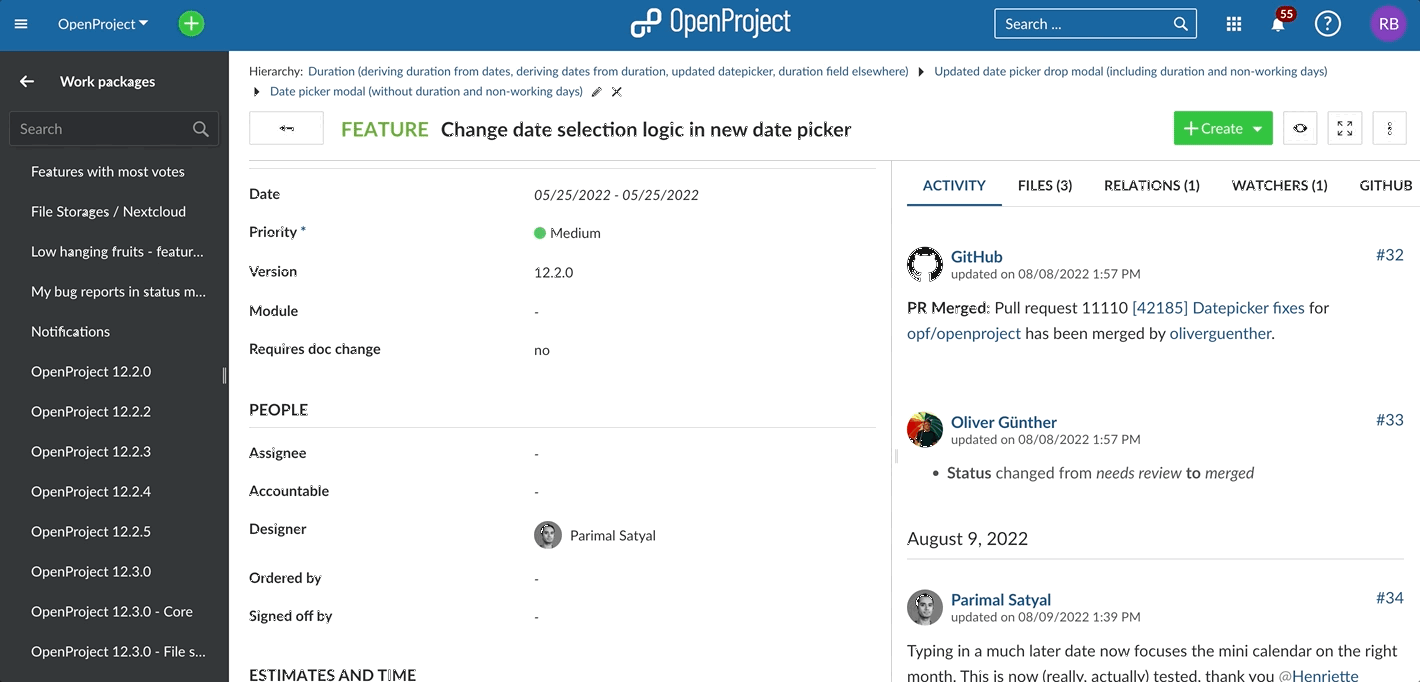 OpenProject
OpenProject
Search ...
55
?
RB
Work packages
Search
Features with most votes
File Storages / Nextcloud
Low hanging fruits - featur...
My bug reports in status m...
Notifications
OpenProject 12.2.0
OpenProject 12.2.2
OpenProject 12.2.3
OpenProject 12.2.4
OpenProject 12.2.5
OpenProject 12.3.0
OpenProject 12.3.0 - Core
OpenProject 12.3.0 - File s...
Hierarchy: Duration (deriving duration from dates, deriving dates from duration, updated datepicker, duration field elsewhere) Updated date picker drop modal (including duration and non-working days)
Date picker modal (without duration and non-working days)
FEATURE Change date selection logic in new date picker
+ Create
Date 05/25/2022 - 05/25/2022
Priority * Medium
Version 12.2.0
Module -
Requires doc change no
PEOPLE
Assignee -
Accountable -
Designer Parimal Satyal
Ordered by -
Signed off by -
ESTIMATES AND TIME
ACTIVITY FILES (3) RELATIONS (1) WATCHERS (1) GITHUB
GitHub #32
updated on 08/08/2022 1:57 PM
PR Merged: Pull request 11110 [42185] Datepicker fixes for
opf/openproject has been merged by oliverguenther.
Oliver Günther #33
updated on 08/08/2022 1:57 PM
• Status changed from needs review to merged
August 9, 2022
Parimal Satyal #34
updated on 08/09/2022 1:39 PM
Typing in a much later date now focuses the mini calendar on the right
month. This is now (really, actually) tested, thank you @Henriette